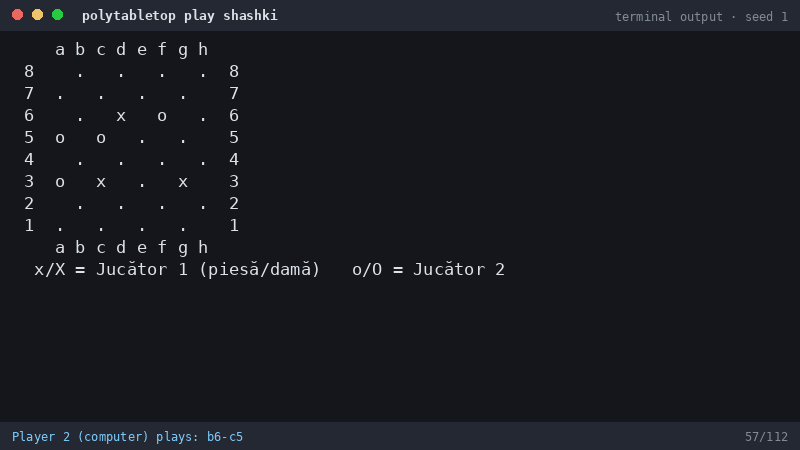 polytabletop play shashki
terminal output · seed 1
a b c d e f g h
8 . . . . 8
7 . . . . 7
6 . x o . 6
5 o o . . 5
4 . . . . 4
3 o x . x 3
2 . . . . 2
1 . . . . 1
a b c d e f g h
x/X = Jucător 1 (piesă/damă) o/O = Jucător 2
Player 2 (computer) plays: b6-c5
57/112